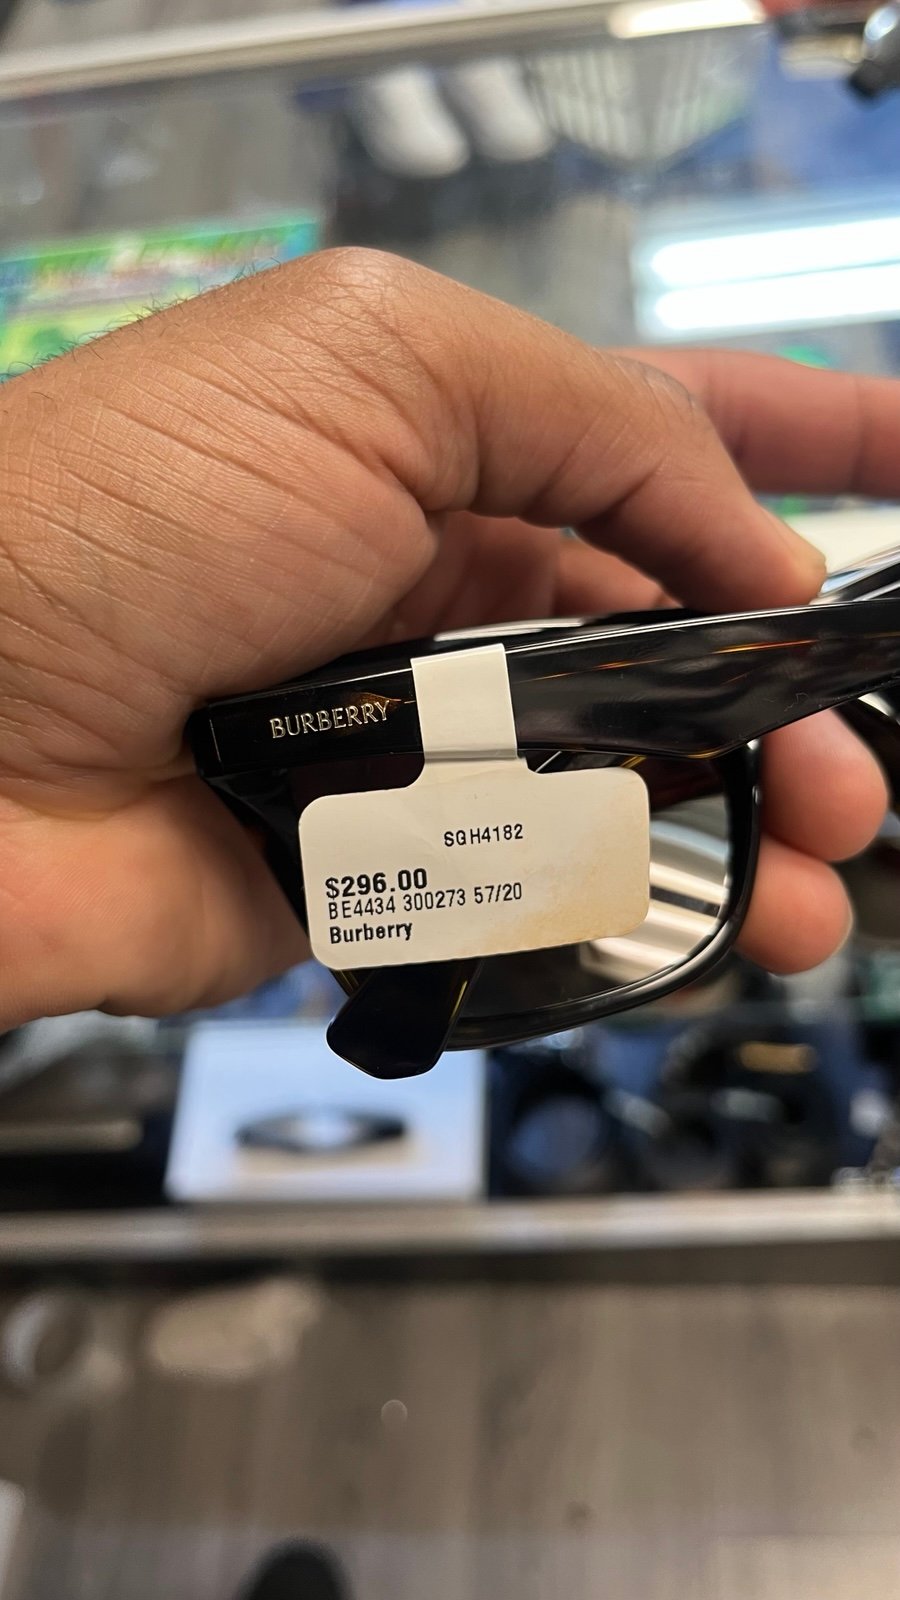 BURBERRY
SGH4182
$296.00
BE4434 300273 57/20
Burberry